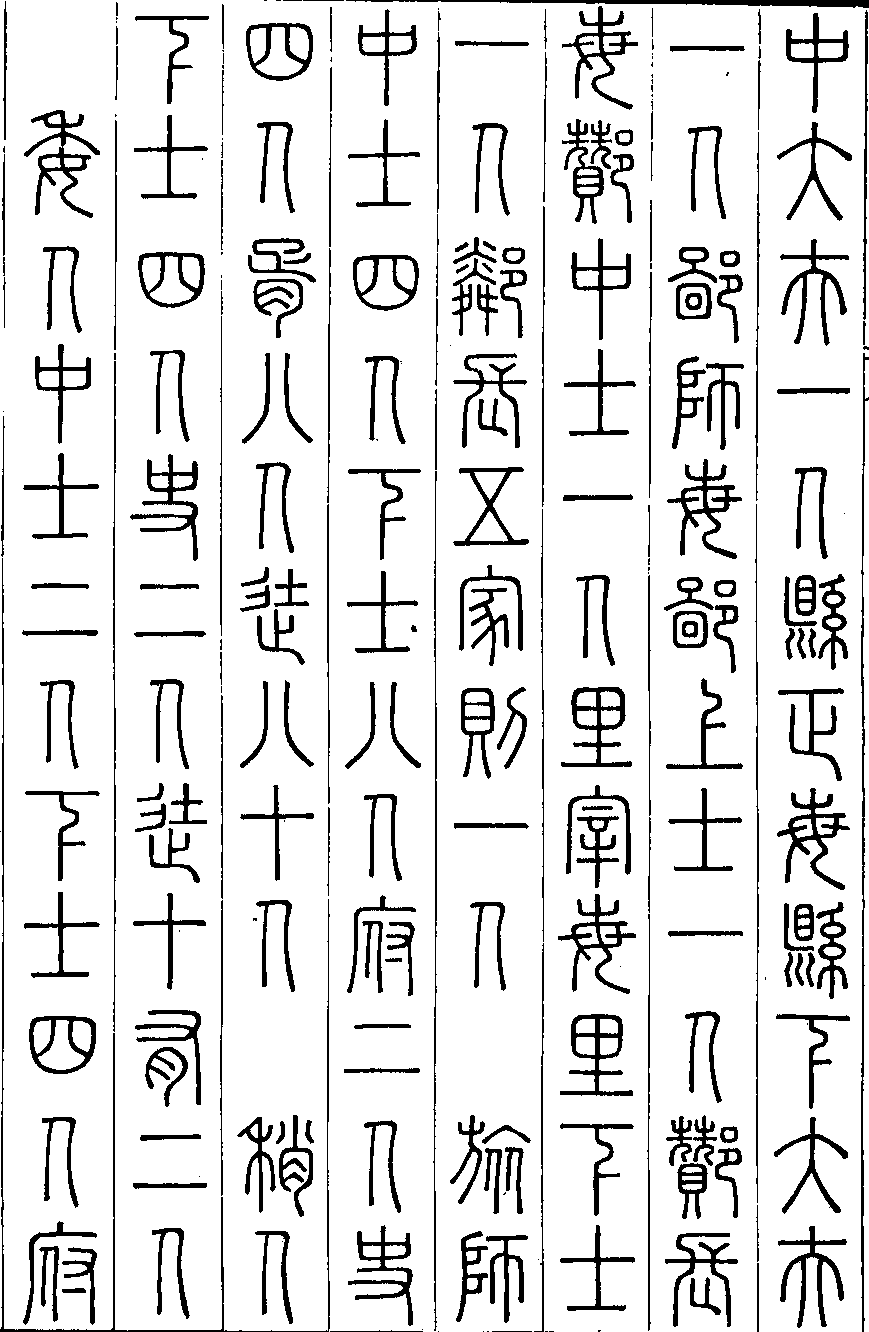 中大夫一人縣正每縣下大夫
一人鄙師每鄙上士一人酇長
每酇中士一人里宰每里下士
一人鄰長五家則一人　旅師
中士四人下士八人府二人史
四人胥八人徒八十人　稍人
下士四人史二人徒十有二人
委人中士二人下士四人府